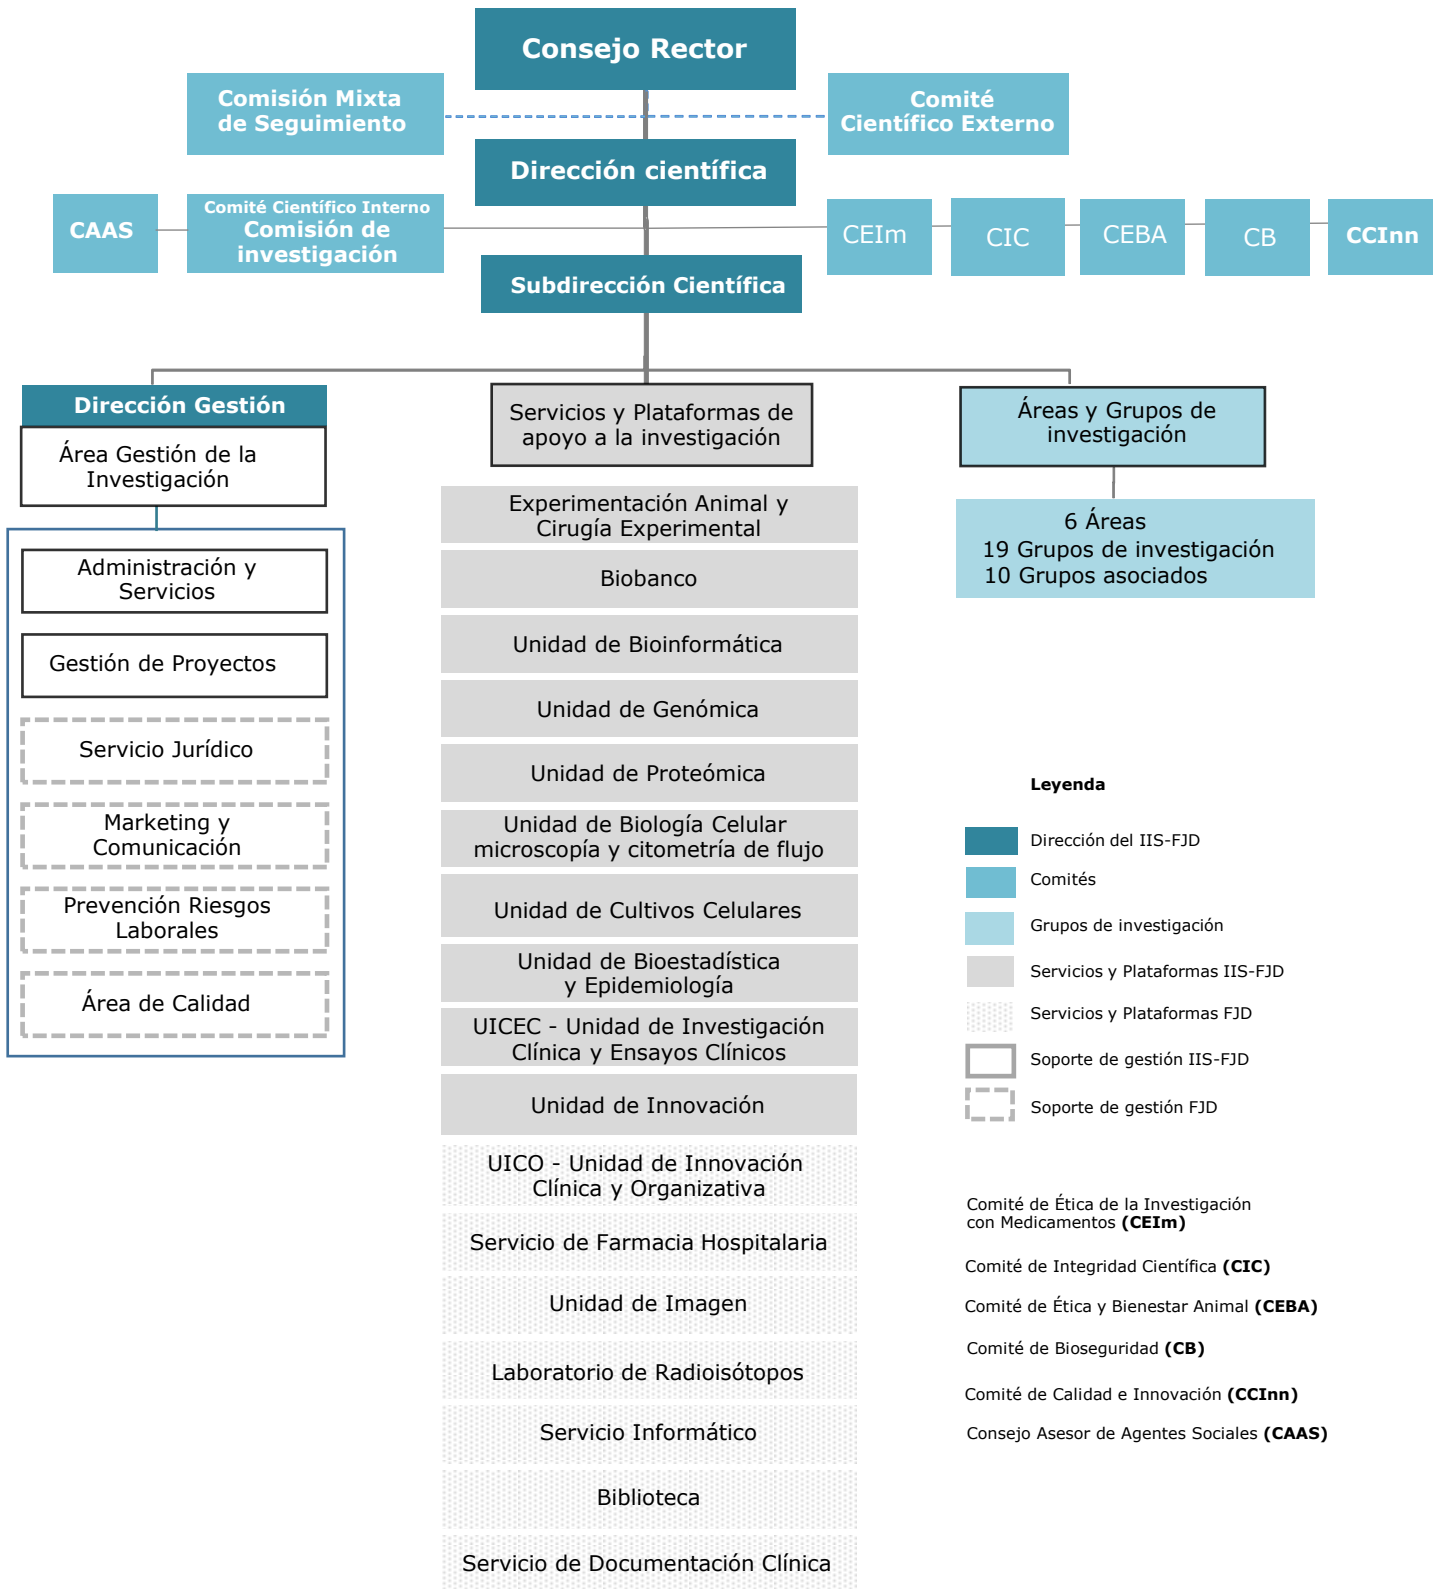 Consejo Rector
Comisión Mixta
de Seguimiento
Comité
Científico Externo
Dirección científica
CAAS
Comité Científico Interno
Comisión de
investigación
CEIm
CIC
CEBA
CB
CCInn
Subdirección Científica
Dirección Gestión
Área Gestión de la
Investigación
Administración y
Servicios
Gestión de Proyectos
Servicio Jurídico
Marketing y
Comunicación
Prevención Riesgos
Laborales
Área de Calidad
Servicios y Plataformas de
apoyo a la investigación
Experimentación Animal y
Cirugía Experimental
Biobanco
Unidad de Bioinformática
Unidad de Genómica
Unidad de Proteómica
Unidad de Biología Celular
microscopía y citometría de flujo
Unidad de Cultivos Celulares
Unidad de Bioestadística
y Epidemiología
UICEC - Unidad de Investigación
Clínica y Ensayos Clínicos
Unidad de Innovación
UICO - Unidad de Innovación
Clínica y Organizativa
Servicio de Farmacia Hospitalaria
Unidad de Imagen
Laboratorio de Radioisótopos
Servicio Informático
Biblioteca
Servicio de Documentación Clínica
Áreas y Grupos de
investigación
6 Áreas
19 Grupos de investigación
10 Grupos asociados
Leyenda
Dirección del IIS-FJD
Comités
Grupos de investigación
Servicios y Plataformas IIS-FJD
Servicios y Plataformas FJD
Soporte de gestión IIS-FJD
Soporte de gestión FJD
Comité de Ética de la Investigación
con Medicamentos (CEIm)
Comité de Integridad Científica (CIC)
Comité de Ética y Bienestar Animal (CEBA)
Comité de Bioseguridad (CB)
Comité de Calidad e Innovación (CCInn)
Consejo Asesor de Agentes Sociales (CAAS)